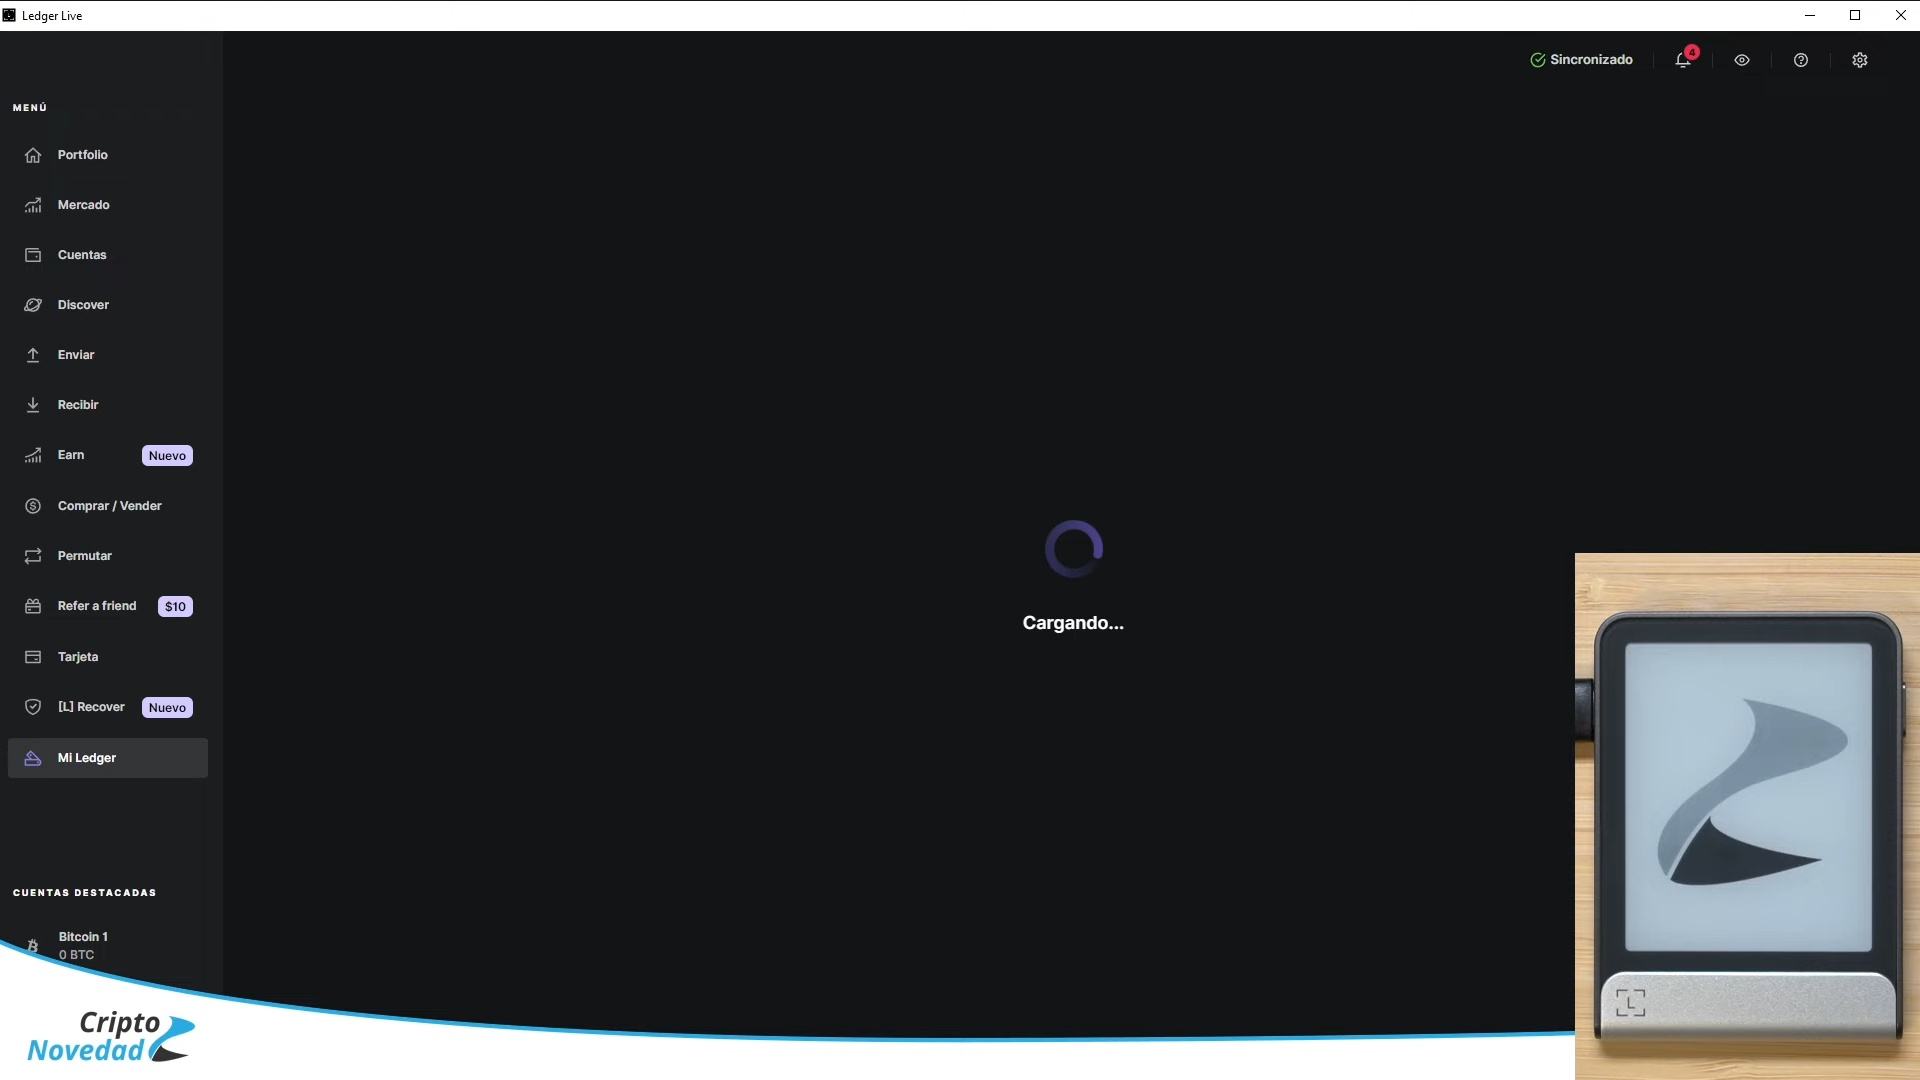 Ledger Live
Sincronizado
4
MENÚ
Portfolio
Mercado
Cuentas
Discover
Enviar
Recibir
Earn Nuevo
Comprar / Vender
Permutar
Refer a friend $10
Tarjeta
[L] Recover Nuevo
Mi Ledger
Cargando...
CUENTAS DESTACADAS
Bitcoin 1
0 BTC
Cripto
Novedad